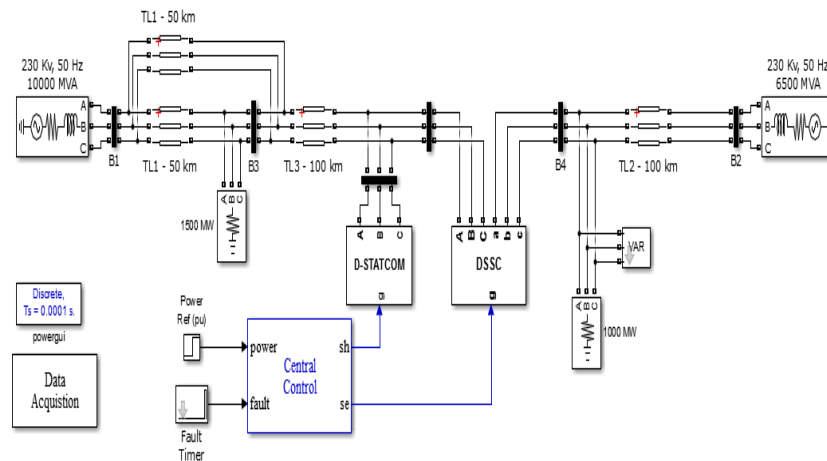 TL1 - 50 km
230 Kv, 50 Hz
10000 MVA
230 Kv, 50 Hz
6500 MVA
A
B
C
A
B
C
B1
TL1 - 50 km
B3
TL3 - 100 km
B4
TL2 - 100 km
B2
A B C
1500 MW
A B C
D-STATCOM
g
A B C a b c
DSSC
g
VAR
A B C
1000 MW
Discrete,
Ts = 0.0001 s.
powergui
Data
Acquistion
Power
Ref (pu)
power
fault
Central
Control
sh
se
Fault
Timer